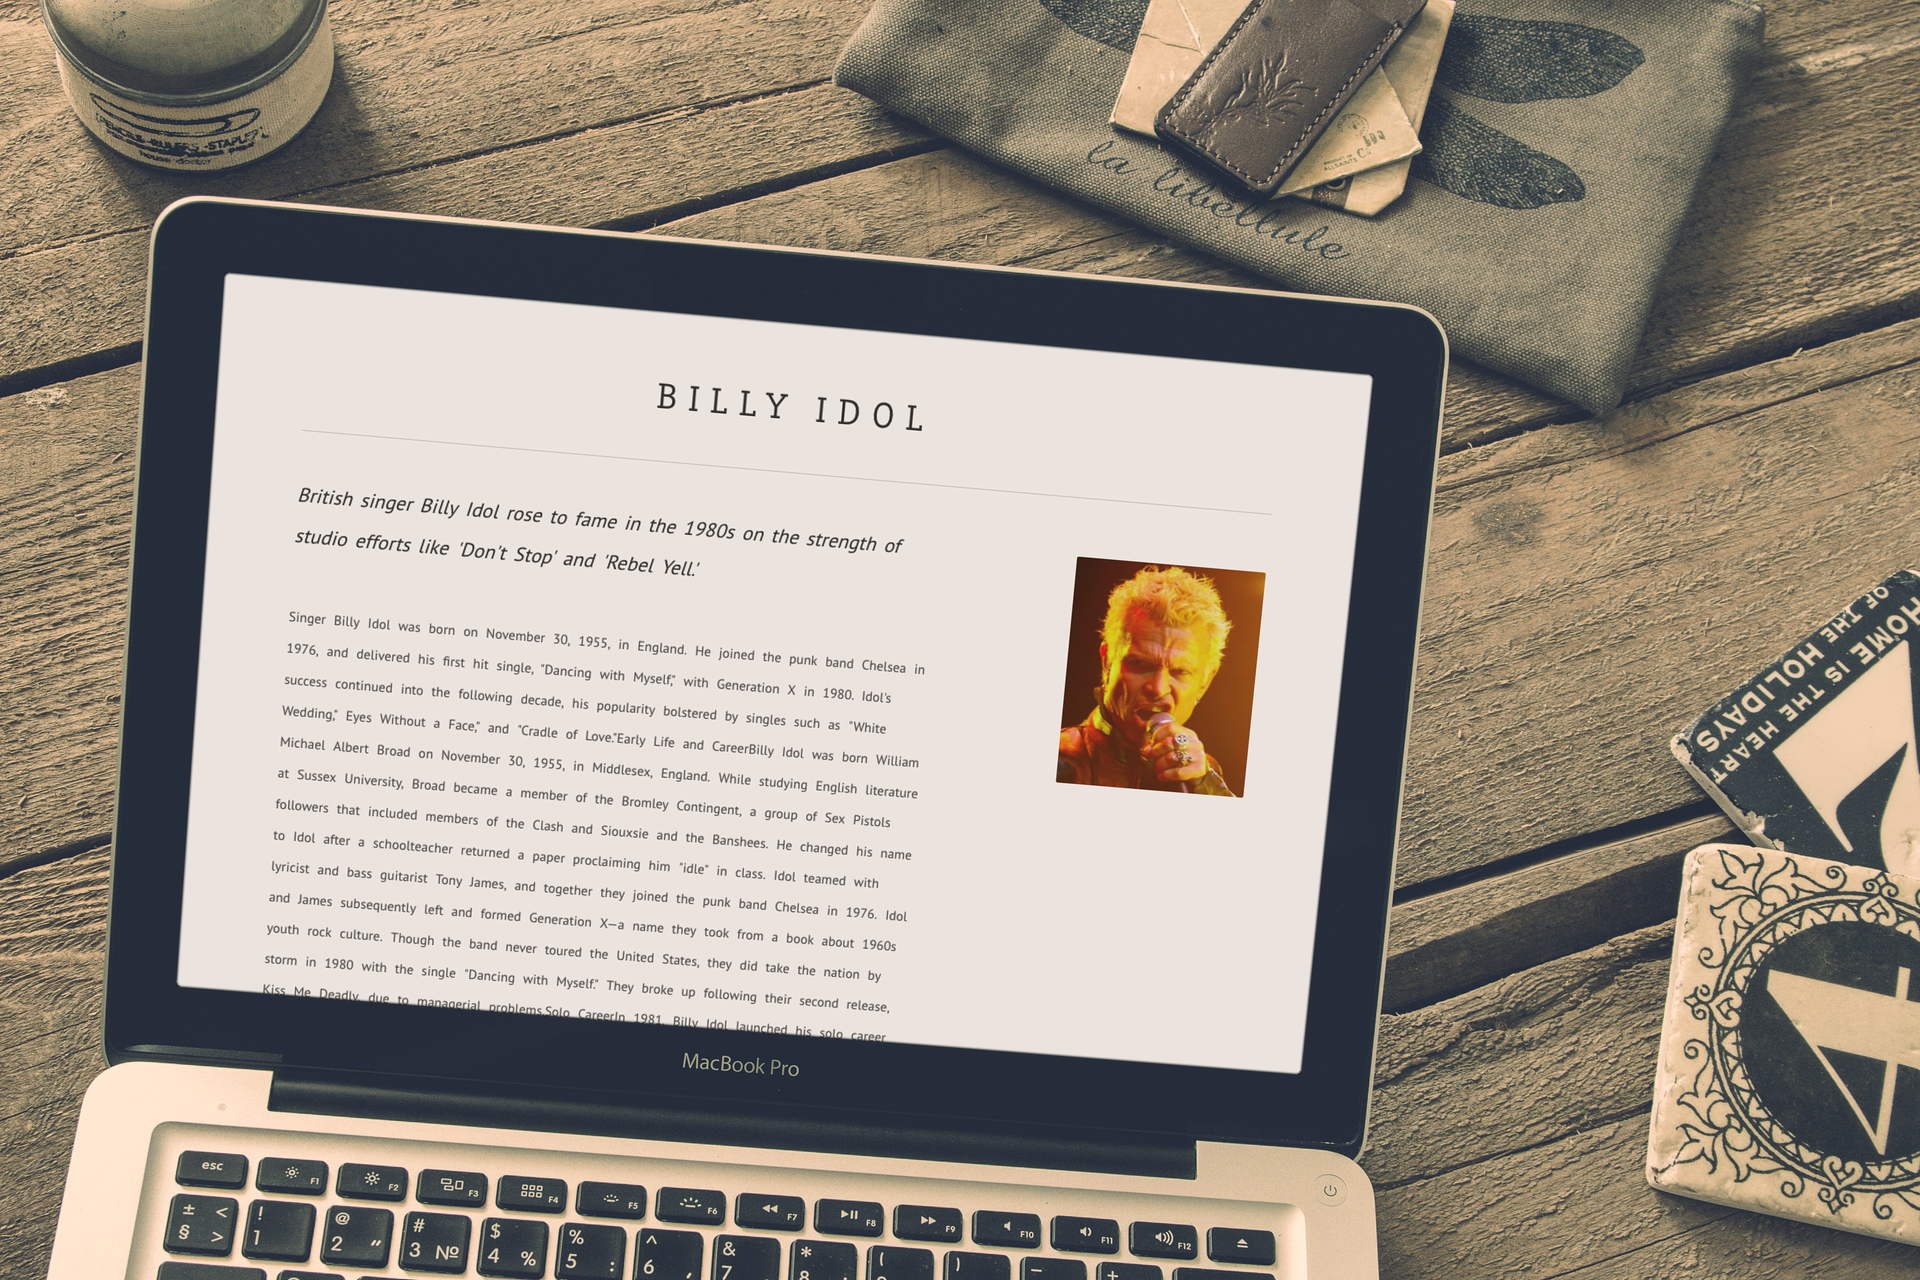 PENCILS-RULERS-STAPLE
house doctor
la libellule
PRODUCT OF
ALLSAINTS
BILLY IDOL
British singer Billy Idol rose to fame in the 1980s on the strength of
studio efforts like 'Don't Stop' and 'Rebel Yell.'
Singer Billy Idol was born on November 30, 1955, in England. He joined the punk band Chelsea in
1976, and delivered his first hit single, "Dancing with Myself," with Generation X in 1980. Idol's
success continued into the following decade, his popularity bolstered by singles such as "White
Wedding," Eyes Without a Face," and "Cradle of Love."Early Life and CareerBilly Idol was born William
Michael Albert Broad on November 30, 1955, in Middlesex, England. While studying English literature
at Sussex University, Broad became a member of the Bromley Contingent, a group of Sex Pistols
followers that included members of the Clash and Siouxsie and the Banshees. He changed his name
to Idol after a schoolteacher returned a paper proclaiming him "idle" in class. Idol teamed with
lyricist and bass guitarist Tony James, and together they joined the punk band Chelsea in 1976. Idol
and James subsequently left and formed Generation X—a name they took from a book about 1960s
youth rock culture. Though the band never toured the United States, they did take the nation by
storm in 1980 with the single "Dancing with Myself." They broke up following their second release,
Kiss Me Deadly, due to managerial problems.Solo CareerIn 1981, Billy Idol launched his solo career
MacBook Pro
HOME IS THE HEART
OF THE HOLIDAYS
4
esc F1 F2 F3 F4 F5 F6 F7 F8 F9 F10 F11 F12
± < ! @ # $ % ^ & * ( ) – +
§ > 1 2 " 3 № 4 % 5 : 6 , 7 8